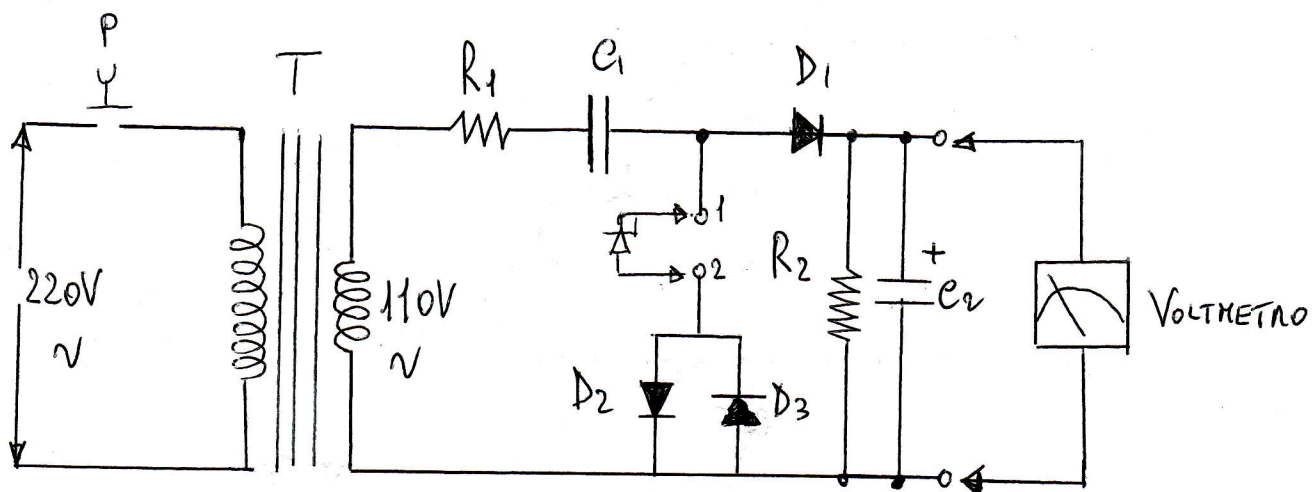 P
T
R1
C1
D1
220V
~
110V
~
1
2
R2
+
C2
D2
D3
VOLTMETRO